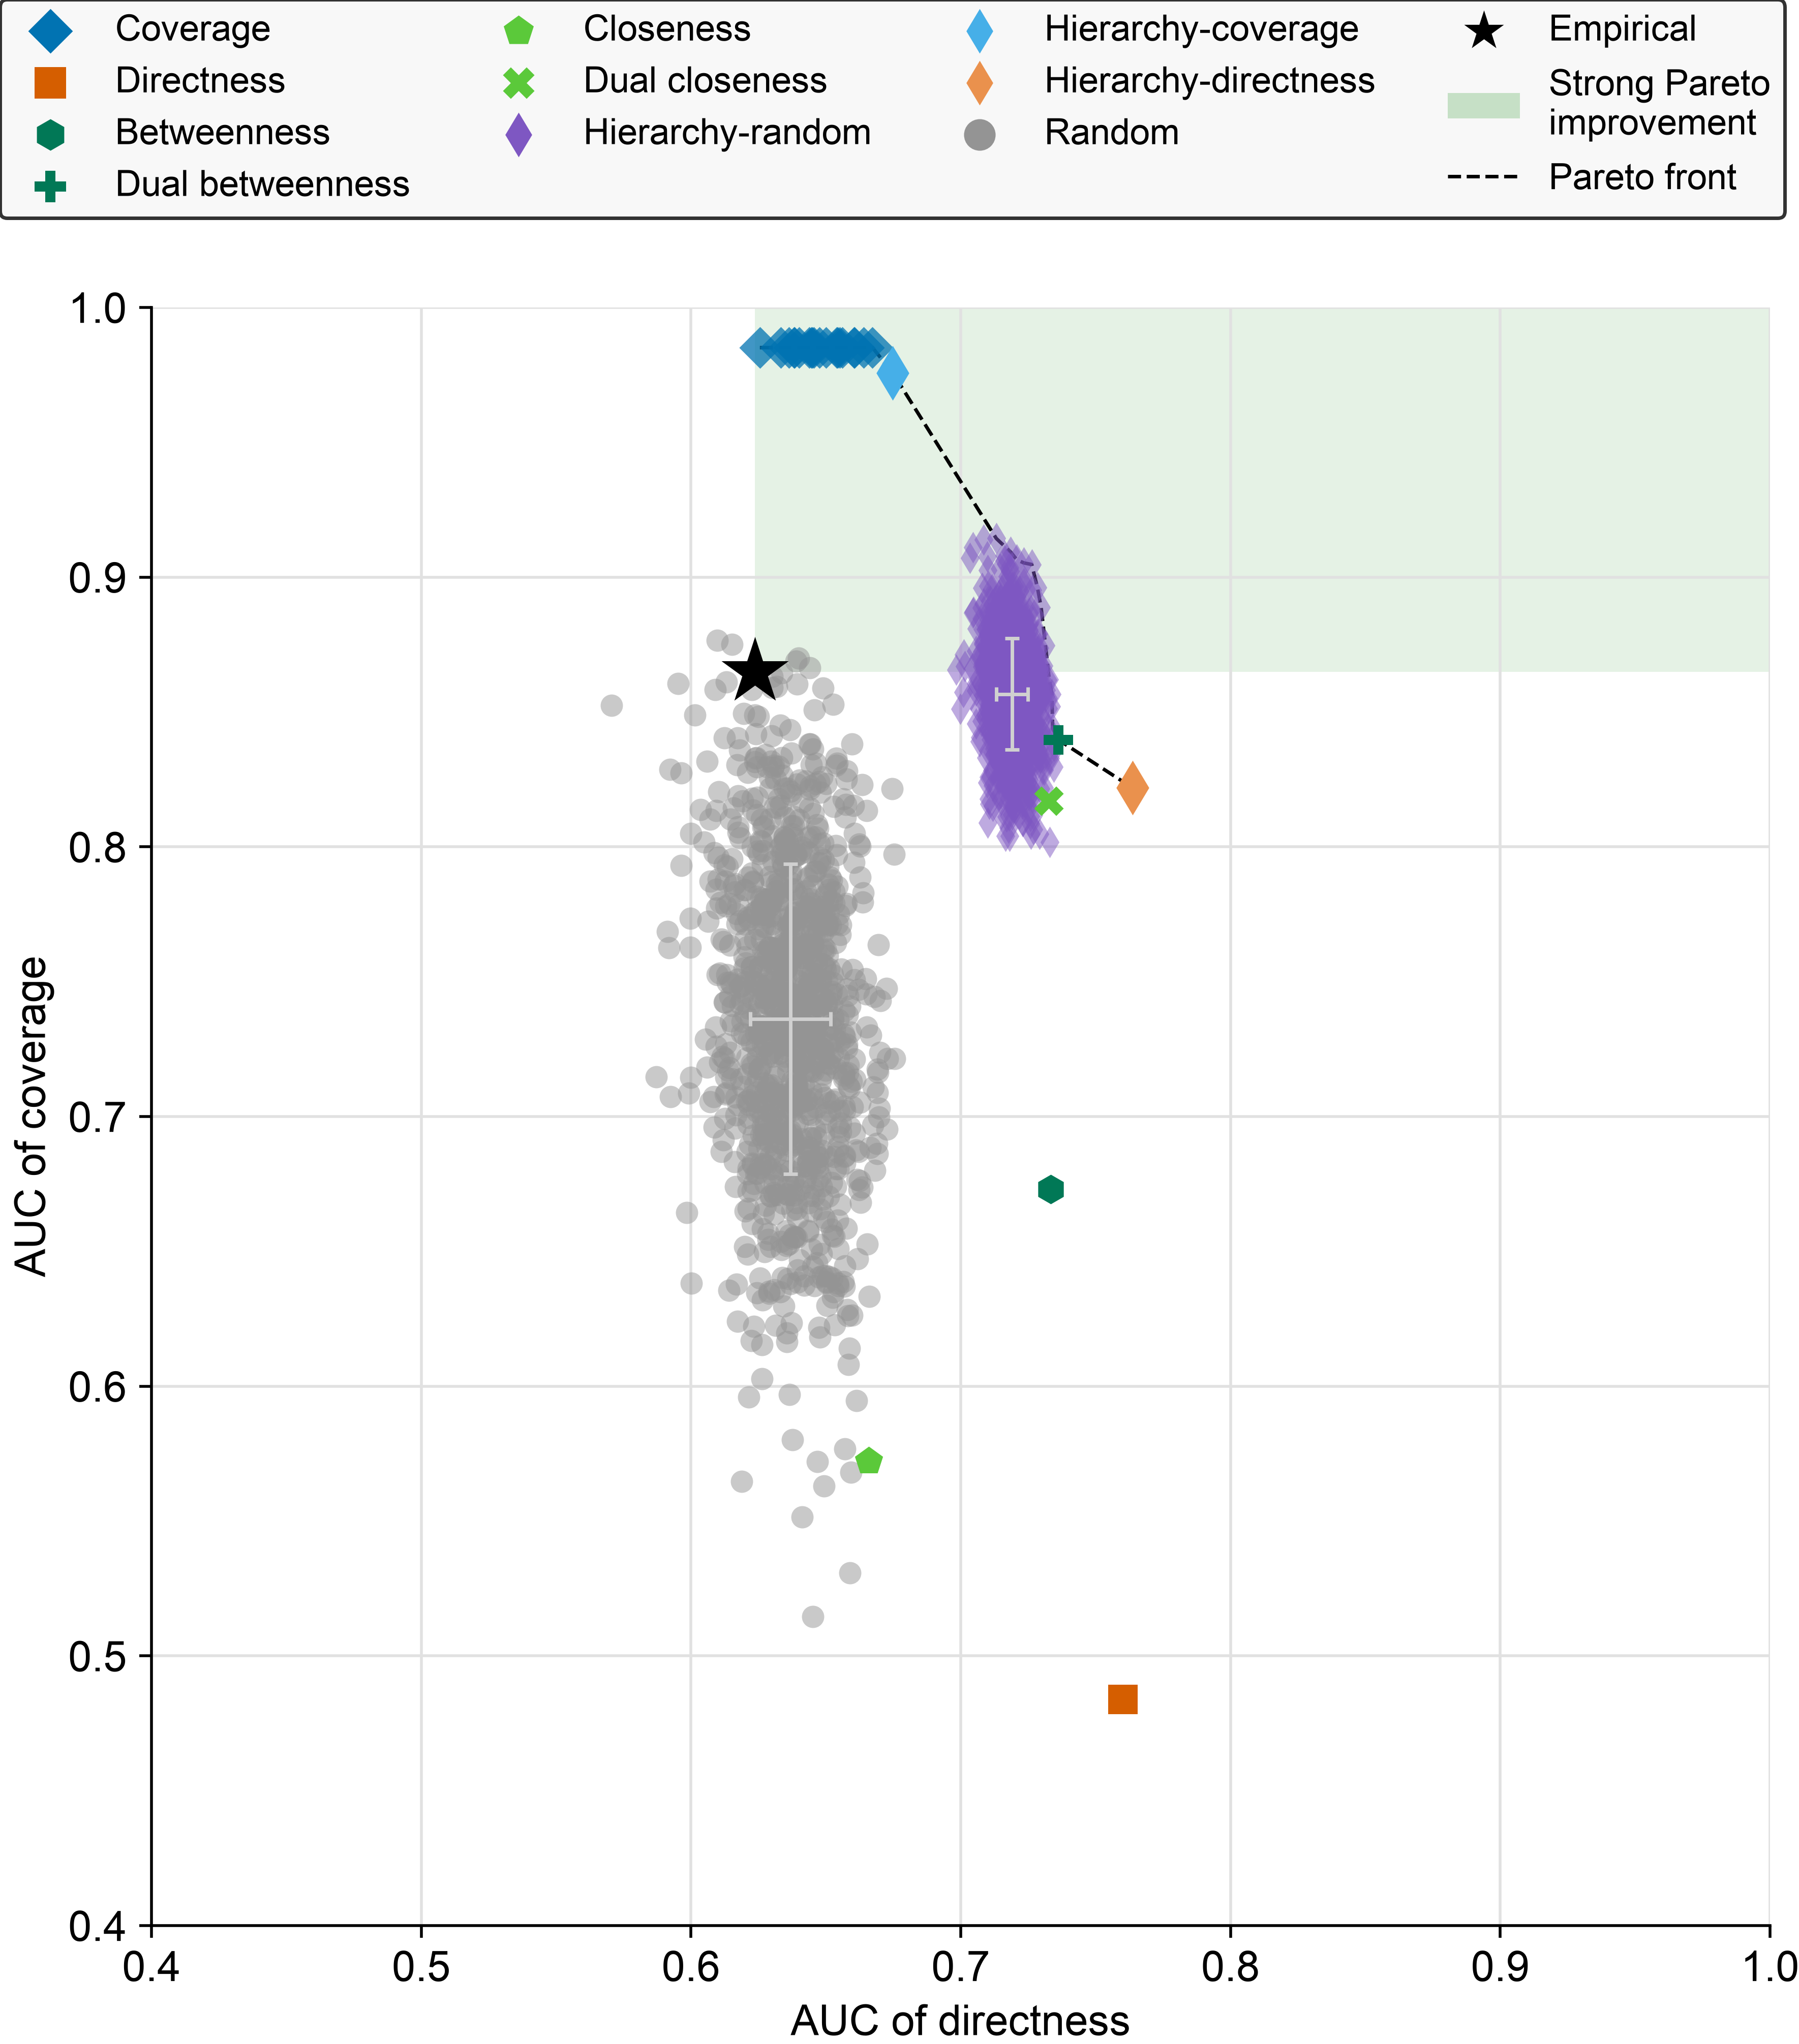 Coverage
Directness
Betweenness
Dual betweenness
Closeness
Dual closeness
Hierarchy-random
Hierarchy-coverage
Hierarchy-directness
Random
Empirical
Strong Pareto
improvement
Pareto front
1.0
0.9
0.8
0.7
0.6
0.5
0.4
AUC of coverage
0.4
0.5
0.6
0.7
0.8
0.9
1.0
AUC of directness